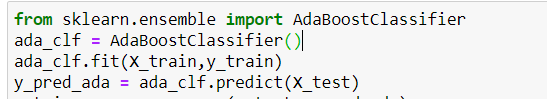 from sklearn.ensemble import AdaBoostClassifier
ada_clf = AdaBoostClassifier()
ada_clf.fit(X_train,y_train)
y_pred_ada = ada_clf.predict(X_test)